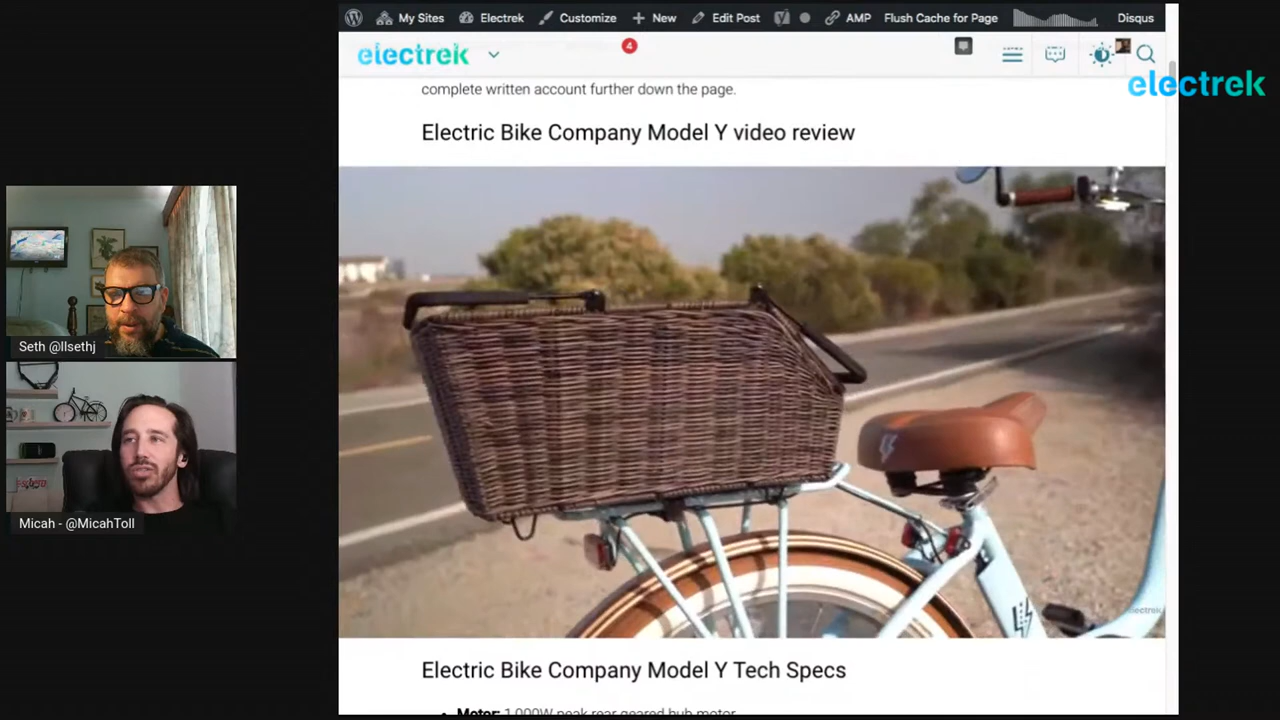 My Sites Electrek Customize New Edit Post AMP Flush Cache for Page Disqus
electrek
4
electrek
complete written account further down the page.
Electric Bike Company Model Y video review
Seth @llsethj
Micah - @MicahToll
electrek
Electric Bike Company Model Y Tech Specs
Motor: 1,000W peak rear geared hub motor